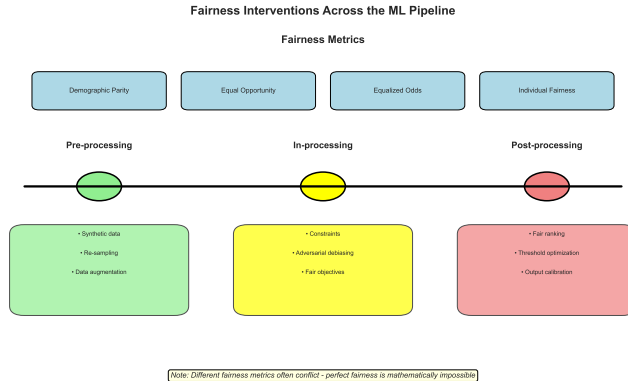 Fairness Interventions Across the ML Pipeline
Fairness Metrics
Demographic Parity
Equal Opportunity
Equalized Odds
Individual Fairness
Pre-processing
In-processing
Post-processing
• Synthetic data
• Re-sampling
• Data augmentation
• Constraints
• Adversarial debiasing
• Fair objectives
• Fair ranking
• Threshold optimization
• Output calibration
Note: Different fairness metrics often conflict - perfect fairness is mathematically impossible